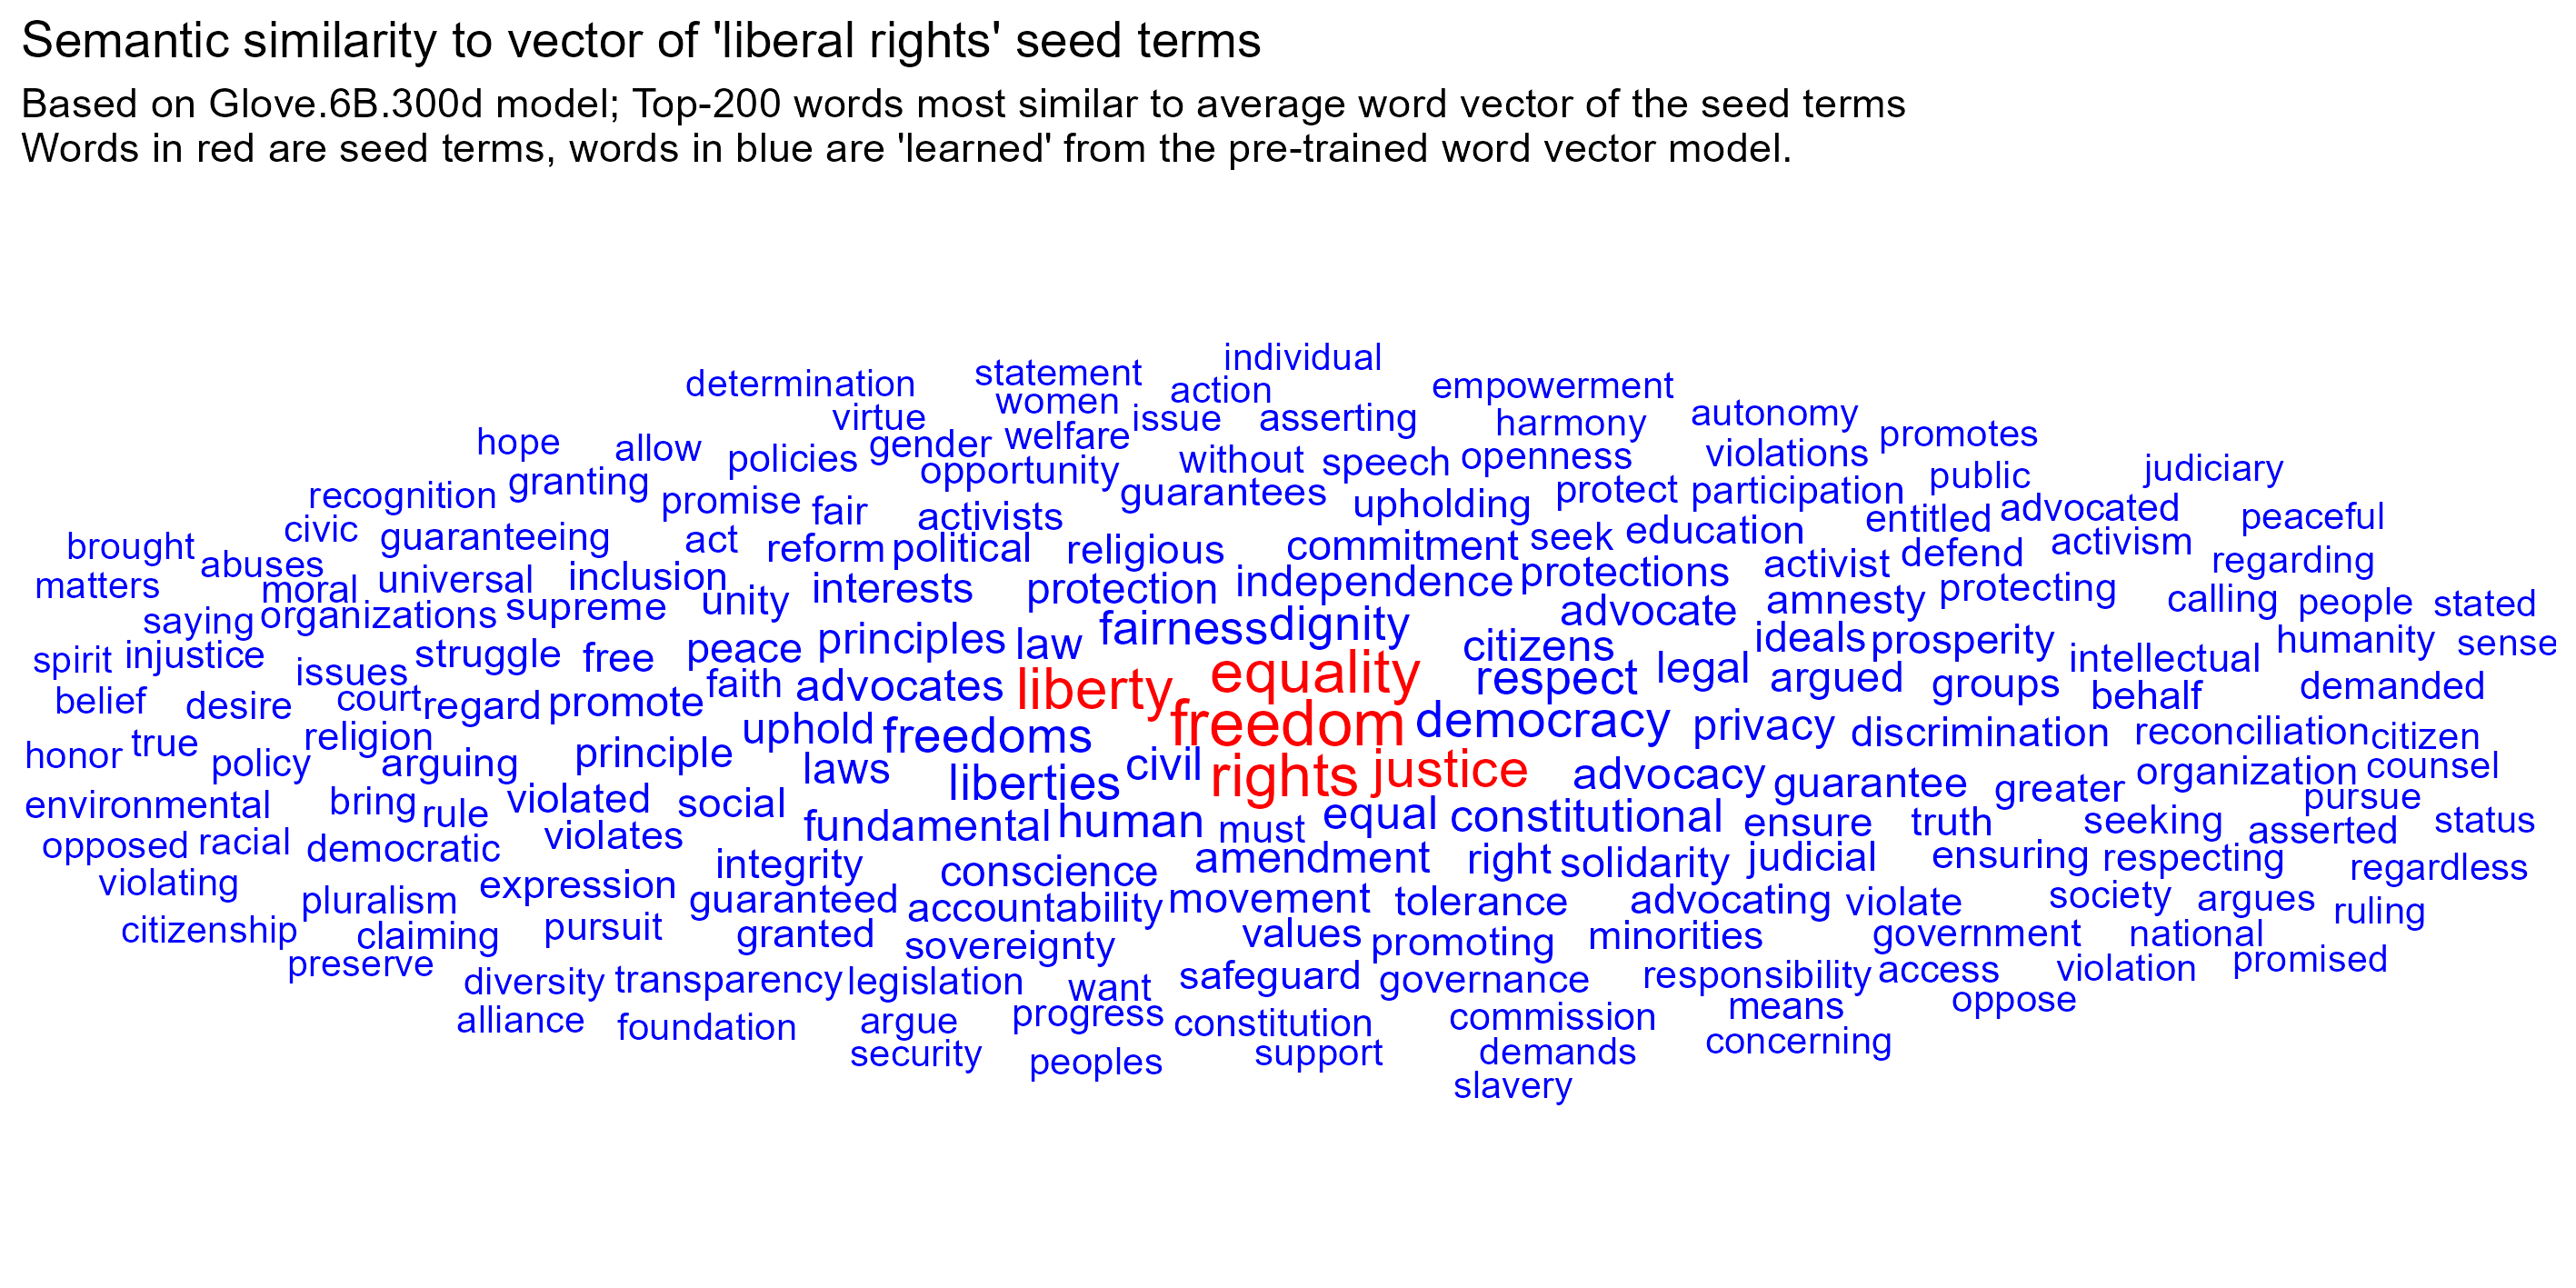 Semantic similarity to vector of 'liberal rights' seed terms
Based on Glove.6B.300d model; Top-200 words most similar to average word vector of the seed terms
Words in red are seed terms, words in blue are 'learned' from the pre-trained word vector model.
individual
determination statement action empowerment
virtue women issue asserting harmony autonomy
hope allow policies gender welfare without speech openness violations promotes
recognition granting promise fair opportunity guarantees upholding protect participation public judiciary
brought civic guaranteeing act activists seek education entitled advocated peaceful
abuses reform political religious commitment activist defend activism regarding
matters moral universal inclusion interests protection independence protections protecting
saying organizations supreme unity advocate amnesty calling people stated
spirit injustice struggle free peace principles law fairness dignity citizens ideals prosperity intellectual humanity sense
issues faith advocates liberty equality respect legal argued groups behalf demanded
belief desire court regard promote
honor true religion principle uphold freedoms freedom democracy privacy discrimination reconciliation citizen
policy arguing laws liberties civil rights justice advocacy guarantee greater organization counsel
environmental bring rule violated social fundamental human must equal constitutional ensure truth seeking pursue asserted status
opposed racial democratic violates integrity conscience amendment right solidarity judicial ensuring respecting regardless
violating pluralism expression guaranteed accountability movement tolerance advocating violate society argues ruling
citizenship claiming pursuit granted sovereignty values promoting minorities government national
preserve diversity transparency legislation want safeguard governance responsibility access violation promised
alliance foundation argue progress constitution commission means oppose
security peoples support demands concerning
slavery